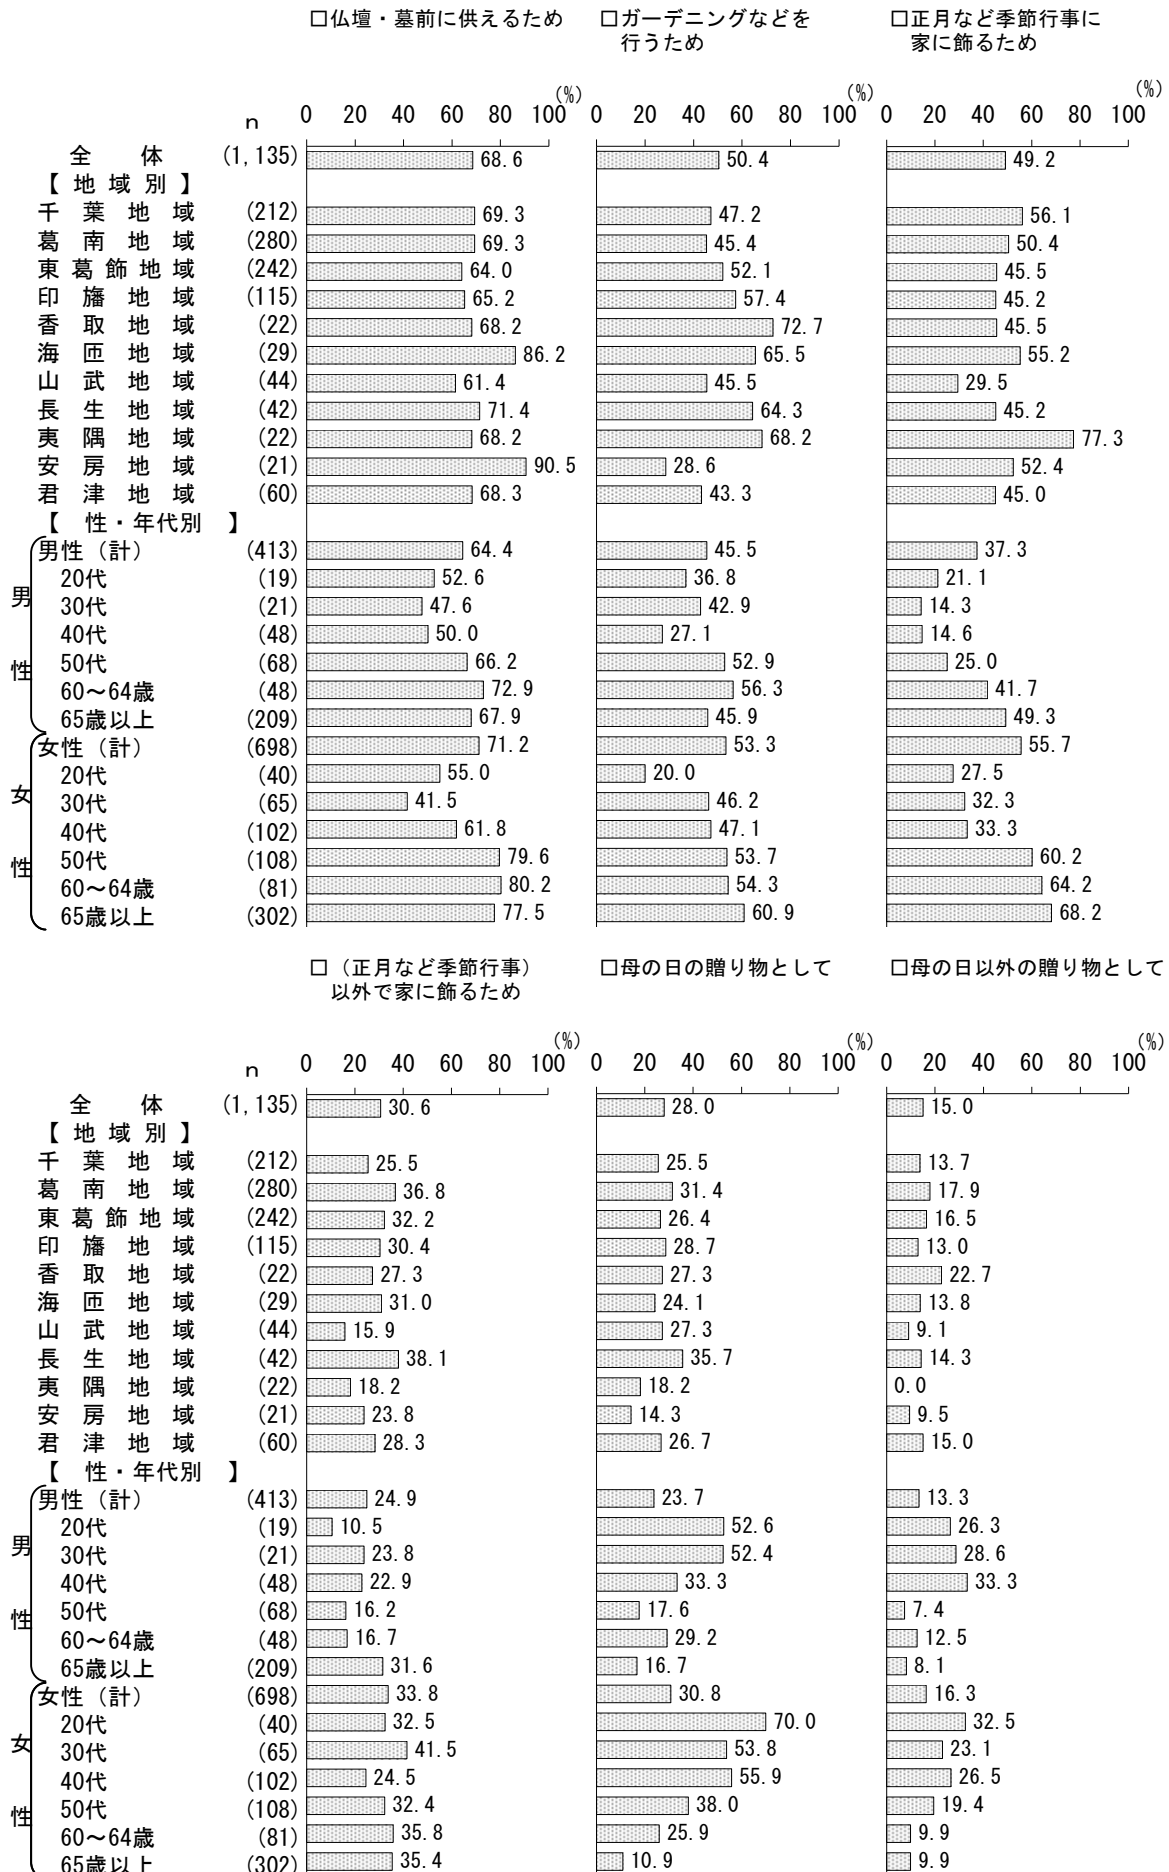 □仏壇・墓前に供えるため □ガーデニングなどを □正月など季節行事に
行うため 家に飾るため
(%) (%) (%)
n 0 20 40 60 80 100 0 20 40 60 80 100 0 20 40 60 80 100
全体 (1,135) 68.6 50.4 49.2
【地域別】
千葉地域 (212) 69.3 47.2 56.1
葛南地域 (280) 69.3 45.4 50.4
東葛飾地域 (242) 64.0 52.1 45.5
印旛地域 (115) 65.2 57.4 45.2
香取地域 (22) 68.2 72.7 45.5
海匝地域 (29) 86.2 65.5 55.2
山武地域 (44) 61.4 45.5 29.5
長生地域 (42) 71.4 64.3 45.2
夷隅地域 (22) 68.2 68.2 77.3
安房地域 (21) 90.5 28.6 52.4
君津地域 (60) 68.3 43.3 45.0
【性・年代別】
男性
男性（計） (413) 64.4 45.5 37.3
20代 (19) 52.6 36.8 21.1
30代 (21) 47.6 42.9 14.3
40代 (48) 50.0 27.1 14.6
50代 (68) 66.2 52.9 25.0
60～64歳 (48) 72.9 56.3 41.7
65歳以上 (209) 67.9 45.9 49.3
女性
女性（計） (698) 71.2 53.3 55.7
20代 (40) 55.0 20.0 27.5
30代 (65) 41.5 46.2 32.3
40代 (102) 61.8 47.1 33.3
50代 (108) 79.6 53.7 60.2
60～64歳 (81) 80.2 54.3 64.2
65歳以上 (302) 77.5 60.9 68.2
□（正月など季節行事） □母の日の贈り物として □母の日以外の贈り物として
以外で家に飾るため
(%) (%) (%)
n 0 20 40 60 80 100 0 20 40 60 80 100 0 20 40 60 80 100
全体 (1,135) 30.6 28.0 15.0
【地域別】
千葉地域 (212) 25.5 25.5 13.7
葛南地域 (280) 36.8 31.4 17.9
東葛飾地域 (242) 32.2 26.4 16.5
印旛地域 (115) 30.4 28.7 13.0
香取地域 (22) 27.3 27.3 22.7
海匝地域 (29) 31.0 24.1 13.8
山武地域 (44) 15.9 27.3 9.1
長生地域 (42) 38.1 35.7 14.3
夷隅地域 (22) 18.2 18.2 0.0
安房地域 (21) 23.8 14.3 9.5
君津地域 (60) 28.3 26.7 15.0
【性・年代別】
男性
男性（計） (413) 24.9 23.7 13.3
20代 (19) 10.5 52.6 26.3
30代 (21) 23.8 52.4 28.6
40代 (48) 22.9 33.3 33.3
50代 (68) 16.2 17.6 7.4
60～64歳 (48) 16.7 29.2 12.5
65歳以上 (209) 31.6 16.7 8.1
女性
女性（計） (698) 33.8 30.8 16.3
20代 (40) 32.5 70.0 32.5
30代 (65) 41.5 53.8 23.1
40代 (102) 24.5 55.9 26.5
50代 (108) 32.4 38.0 19.4
60～64歳 (81) 35.8 25.9 9.9
65歳以上 (302) 35.4 10.9 9.9